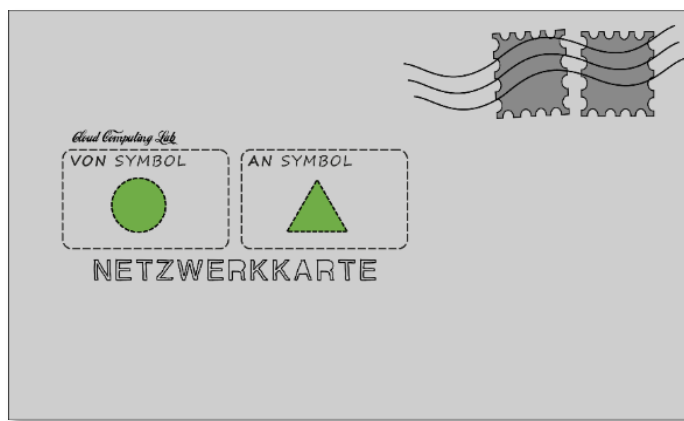 Cloud Computing Lab
VON SYMBOL
AN SYMBOL
NETZWERKKARTE